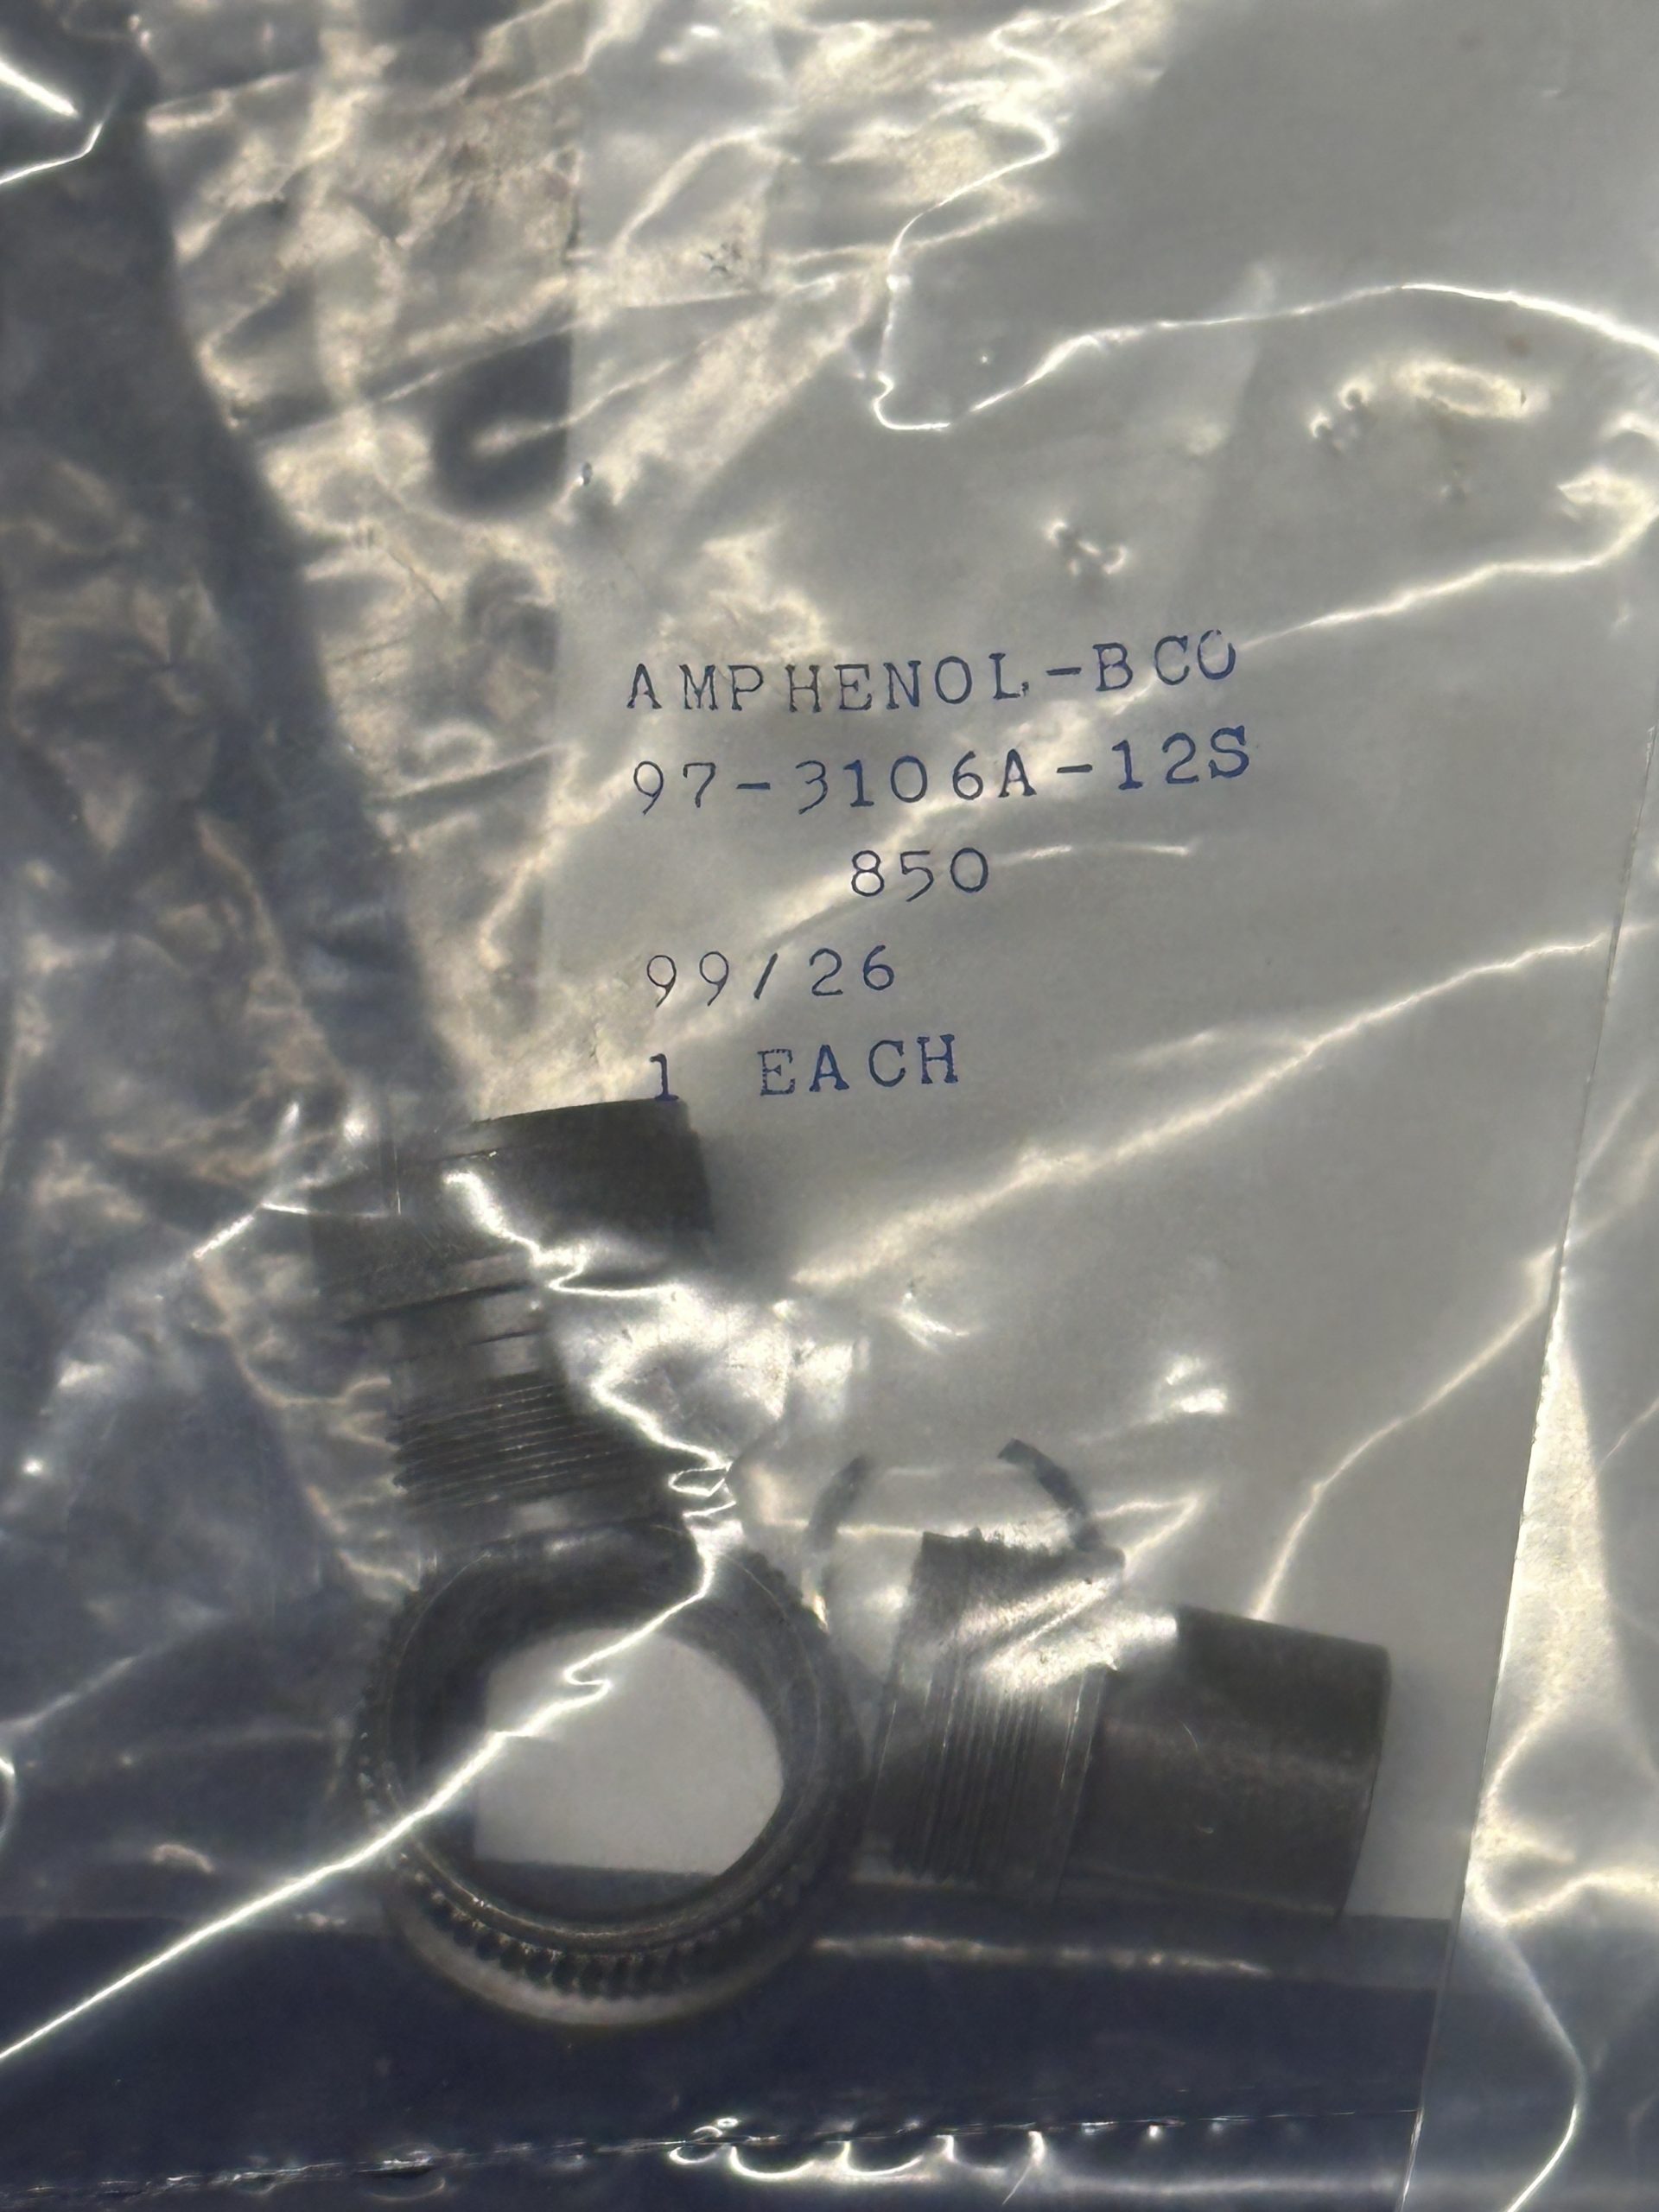 AMPHENOL-BCO
97-3106A-12S
850
99/26
1 EACH